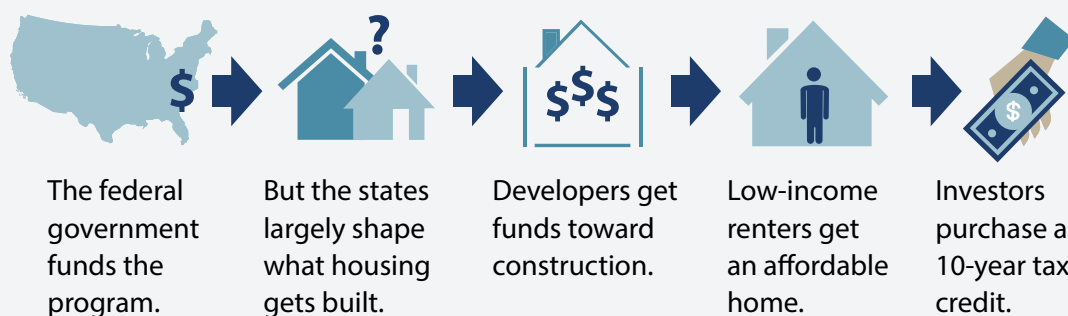 $
?
$$$
$
The federal
government
funds the
program.
But the states
largely shape
what housing
gets built.
Developers get
funds toward
construction.
Low-income
renters get
an affordable
home.
Investors
purchase a
10-year tax
credit.